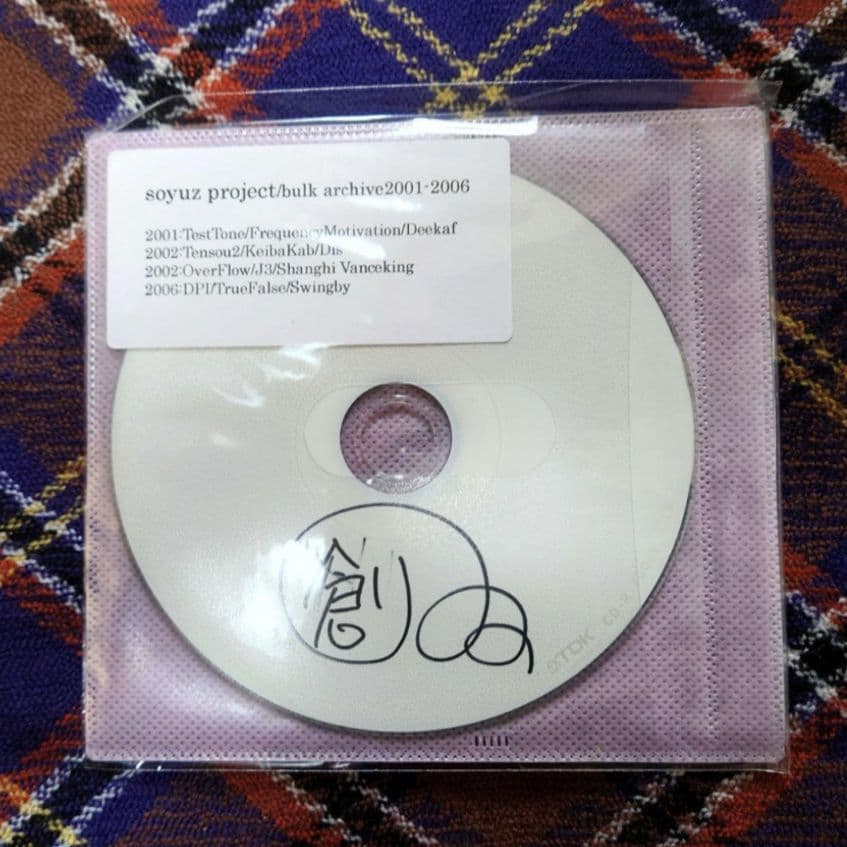 soyuz project/bulk archive2001-2006
2001:TestTone/FrequencyMotivation/Deekaf
2002:Tensou2/KeibaKab/Dis
2002:OverFlow/J3/Shanghi Vanceking
2006:DPI/TrueFalse/Swingby
創
TDK CD-R